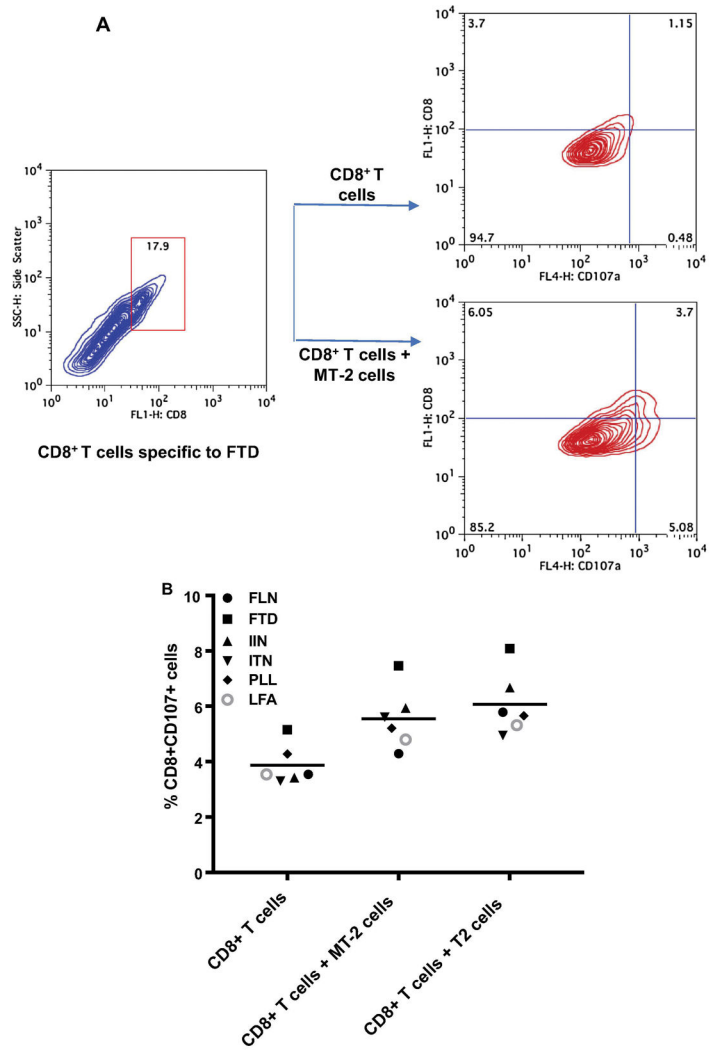 A
10⁴
10³
10²
10¹
10⁰
SSC-H: Side Scatter
17.9
10⁰ 10¹ 10² 10³ 10⁴
FL1-H: CD8
CD8⁺ T cells specific to FTD
CD8⁺ T
cells
CD8⁺ T cells +
MT-2 cells
10⁴
10³
10²
10¹
10⁰
FL1-H: CD8
3.7 1.15
94.7 0.48
10⁰ 10¹ 10² 10³ 10⁴
FL4-H: CD107a
10⁴
10³
10²
10¹
10⁰
FL1-H: CD8
6.05 3.7
85.2 5.08
10⁰ 10¹ 10² 10³ 10⁴
FL4-H: CD107a
B
10
8
6
4
2
0
% CD8+CD107+ cells
FLN
FTD
IIN
ITN
PLL
LFA
CD8+ T cells
CD8+ T cells + MT-2 cells
CD8+ T cells + T2 cells